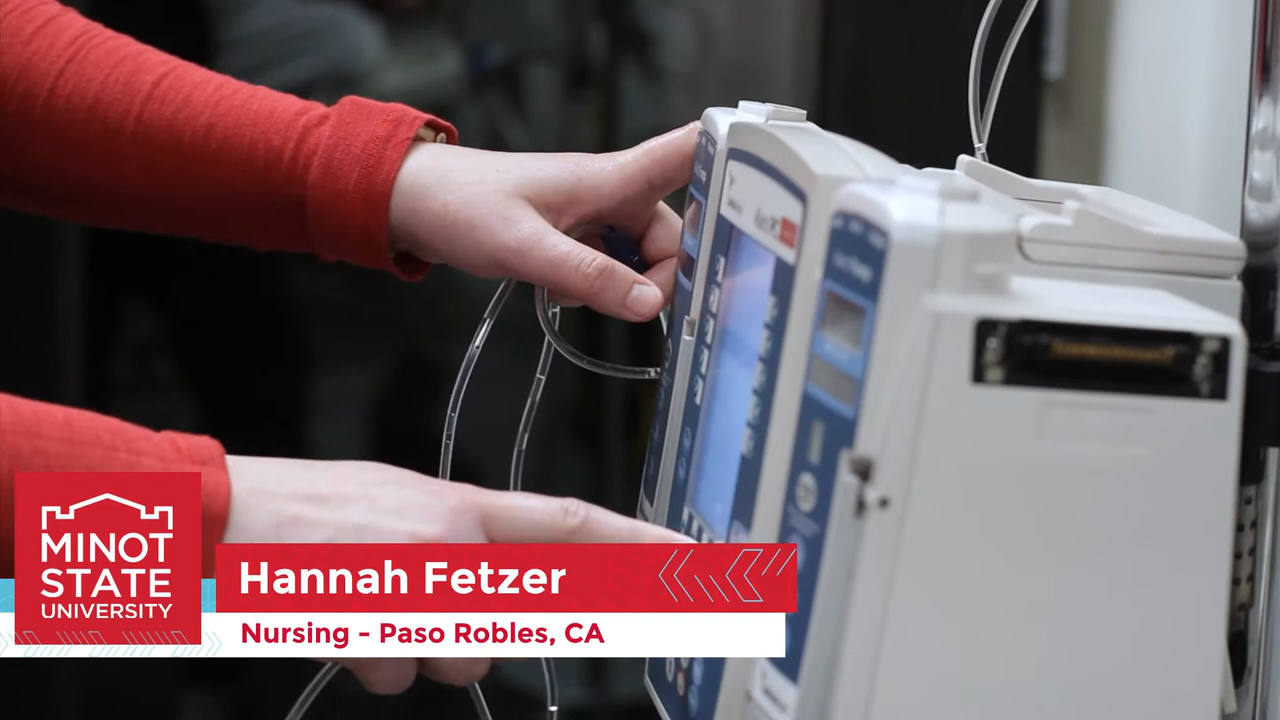 MINOT
STATE
UNIVERSITY
Hannah Fetzer
Nursing - Paso Robles, CA